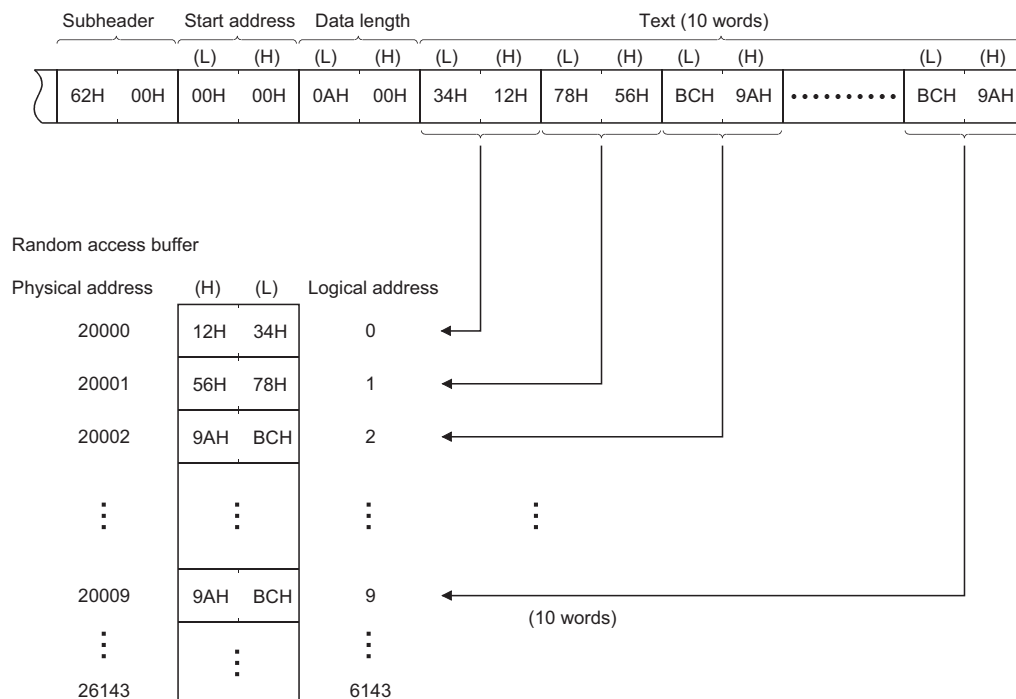 Subheader Start address Data length Text (10 words)
(L) (H) (L) (H) (L) (H) (L) (H) (L) (H) (L) (H)
62H 00H 00H 00H 0AH 00H 34H 12H 78H 56H BCH 9AH •••••••••• BCH 9AH
Random access buffer
Physical address (H) (L) Logical address
20000 12H 34H 0
20001 56H 78H 1
20002 9AH BCH 2
20009 9AH BCH 9
(10 words)
26143 6143